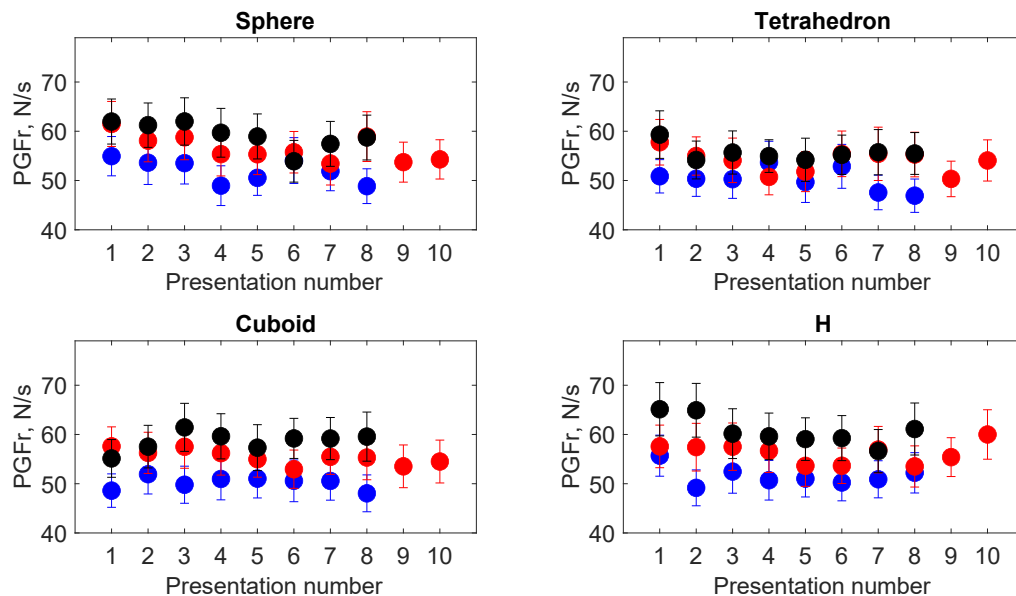 Sphere
PGFr, N/s
70
60
50
40
1 2 3 4 5 6 7 8 9 10
Presentation number
Tetrahedron
PGFr, N/s
70
60
50
40
1 2 3 4 5 6 7 8 9 10
Presentation number
Cuboid
PGFr, N/s
70
60
50
40
1 2 3 4 5 6 7 8 9 10
Presentation number
H
PGFr, N/s
70
60
50
40
1 2 3 4 5 6 7 8 9 10
Presentation number